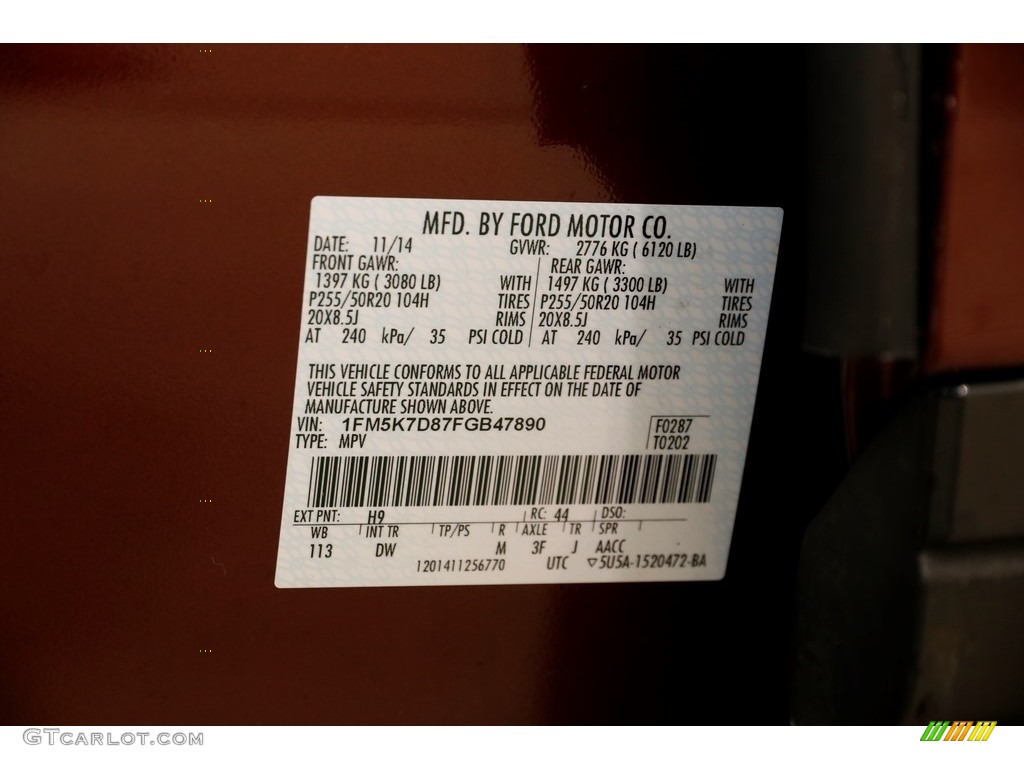 MFD. BY FORD MOTOR CO.
DATE: 11/14 GVWR: 2776 KG ( 6120 LB)
FRONT GAWR: REAR GAWR:
1397 KG ( 3080 LB) WITH 1497 KG ( 3300 LB) WITH
P255/50R20 104H TIRES P255/50R20 104H TIRES
20X8.5J RIMS 20X8.5J RIMS
AT 240 kPa/ 35 PSI COLD AT 240 kPa/ 35 PSI COLD
THIS VEHICLE CONFORMS TO ALL APPLICABLE FEDERAL MOTOR
VEHICLE SAFETY STANDARDS IN EFFECT ON THE DATE OF
MANUFACTURE SHOWN ABOVE.
VIN: 1FM5K7D87FGB47890 F0287
TYPE: MPV T0202
EXT PNT: H9 RC: 44 DSO:
WB INT TR TP/PS R AXLE TR SPR
113 DW M 3F J AACC
1201411256770 UTC ▽5U5A-1520472-BA
GTCARLOT.COM